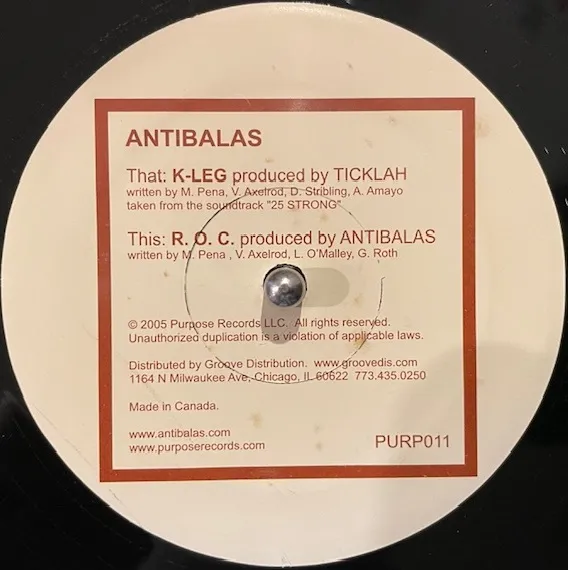 ANTIBALAS
That: K-LEG produced by TICKLAH
written by M. Pena, V. Axelrod, D. Stribling, A. Amayo
taken from the soundtrack "25 STRONG"
This: R. O. C. produced by ANTIBALAS
written by M. Pena , V. Axelrod, L. O'Malley, G. Roth
© 2005 Purpose Records LLC. All rights reserved.
Unauthorized duplication is a violation of applicable laws.
Distributed by Groove Distribution. www.groovedis.com
1164 N Milwaukee Ave, Chicago, IL 60622 773.435.0250
Made in Canada.
www.antibalas.com
www.purposerecords.com
PURP011